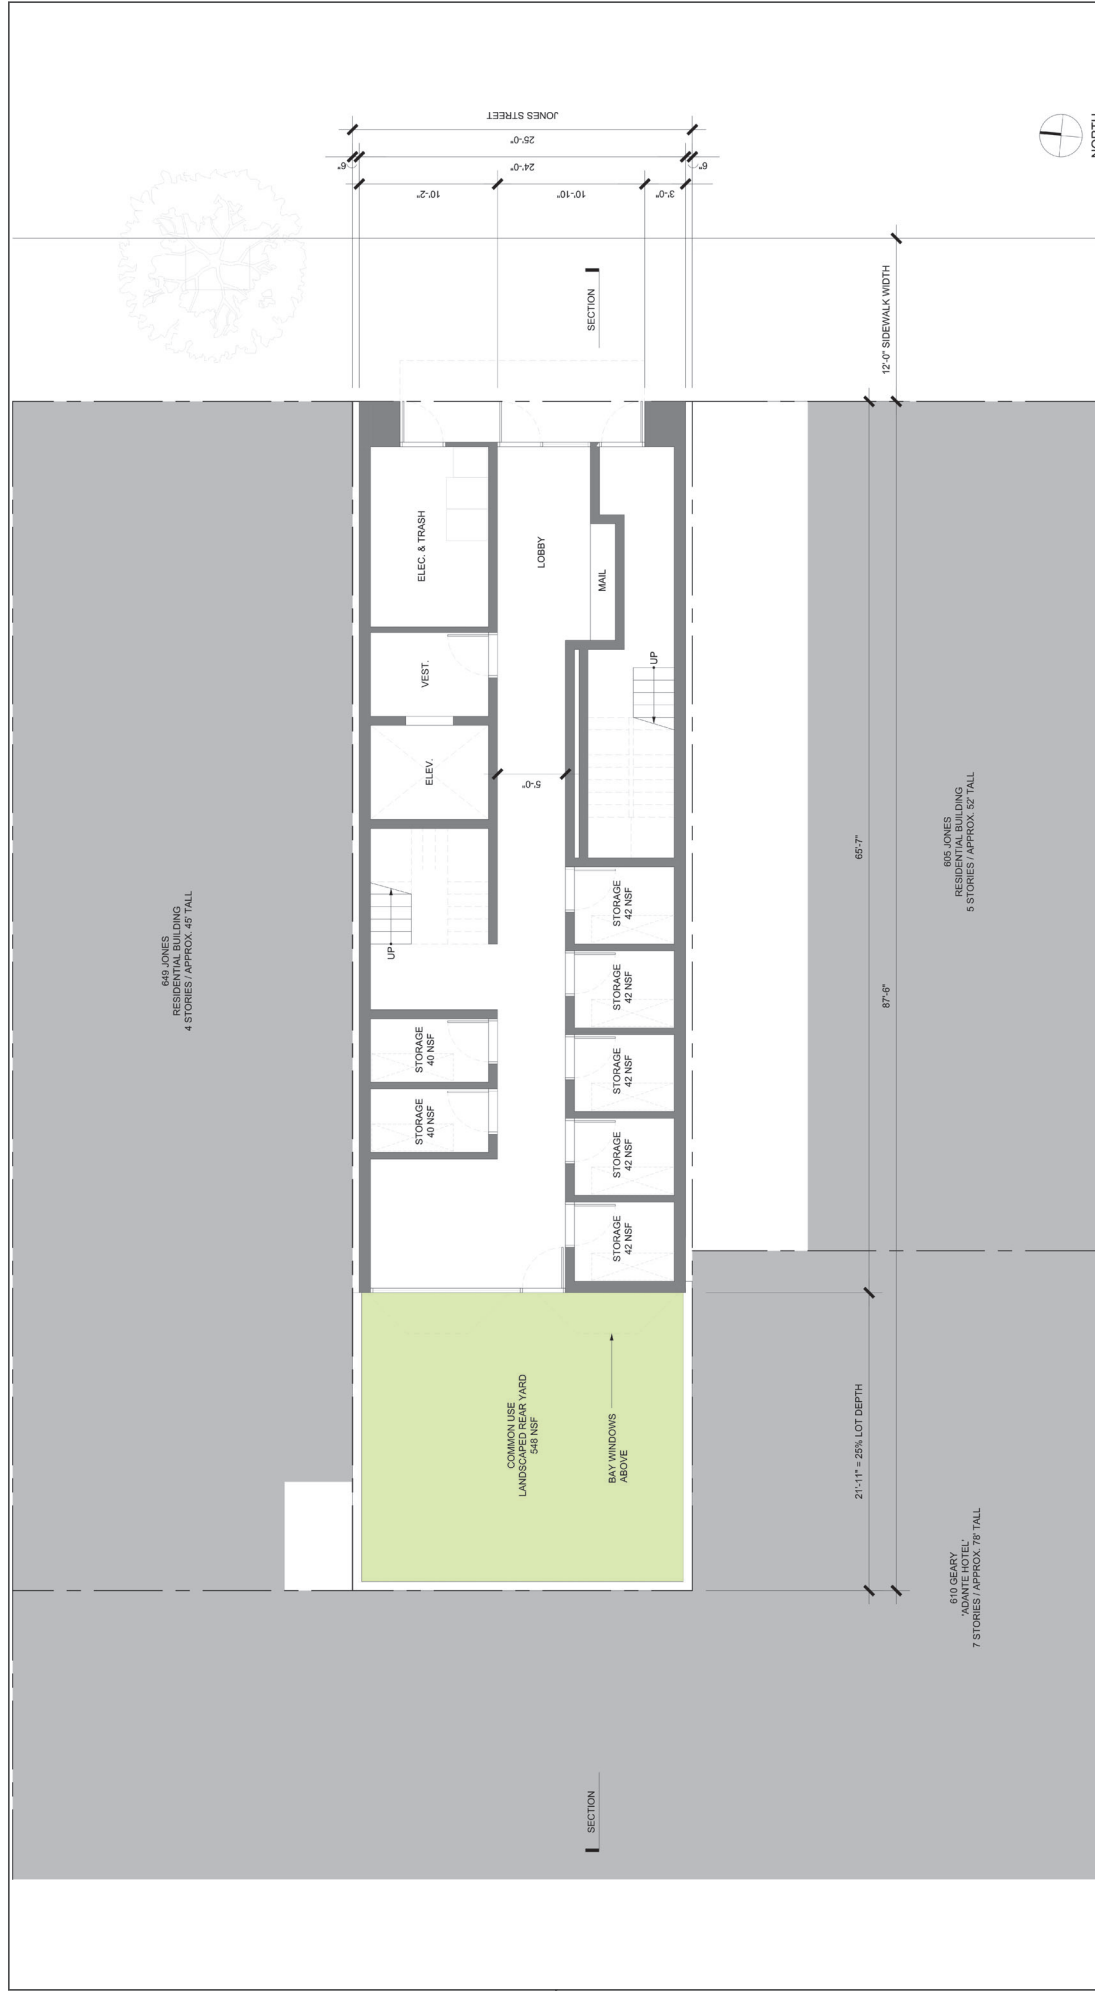 JONES STREET
25'-0"
6"
24'-0"
6"
10'-2"
10'-10"
3'-0"
NORTH
SECTION
12'-0" SIDEWALK WIDTH
ELEC. & TRASH
LOBBY
MAIL
VEST.
UP
ELEV.
5'-0"
649 JONES
RESIDENTIAL BUILDING
4 STORIES / APPROX. 45' TALL
UP
605 JONES
RESIDENTIAL BUILDING
5 STORIES / APPROX. 52' TALL
65'-7"
87'-6"
STORAGE
42 NSF
STORAGE
42 NSF
STORAGE
40 NSF
STORAGE
42 NSF
STORAGE
40 NSF
STORAGE
42 NSF
STORAGE
42 NSF
COMMON USE
LANDSCAPED REAR YARD
548 NSF
BAY WINDOWS
ABOVE
21'-11" = 25% LOT DEPTH
610 GEARY
'ADANTE HOTEL'
7 STORIES / APPROX. 78' TALL
SECTION